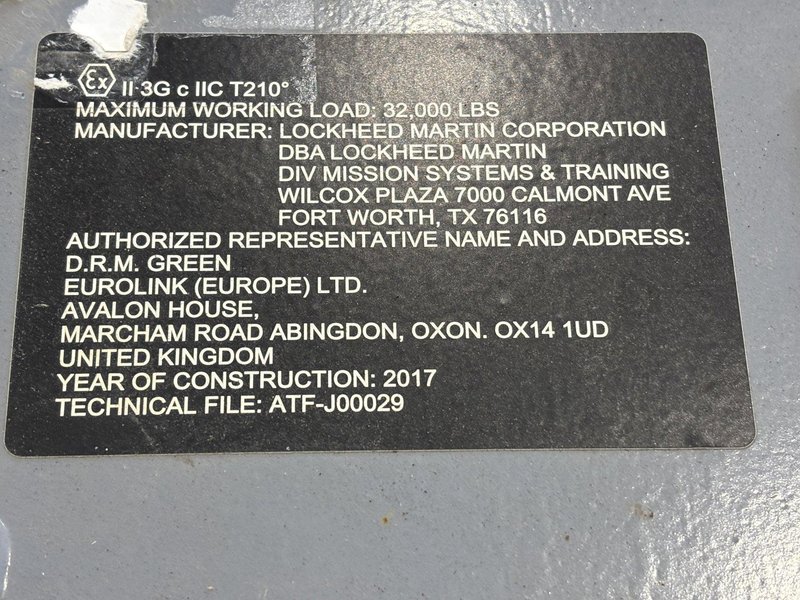 Ex II 3G c IIC T210°
MAXIMUM WORKING LOAD: 32,000 LBS
MANUFACTURER: LOCKHEED MARTIN CORPORATION
DBA LOCKHEED MARTIN
DIV MISSION SYSTEMS & TRAINING
WILCOX PLAZA 7000 CALMONT AVE
FORT WORTH, TX 76116
AUTHORIZED REPRESENTATIVE NAME AND ADDRESS:
D.R.M. GREEN
EUROLINK (EUROPE) LTD.
AVALON HOUSE,
MARCHAM ROAD ABINGDON, OXON. OX14 1UD
UNITED KINGDOM
YEAR OF CONSTRUCTION: 2017
TECHNICAL FILE: ATF-J00029